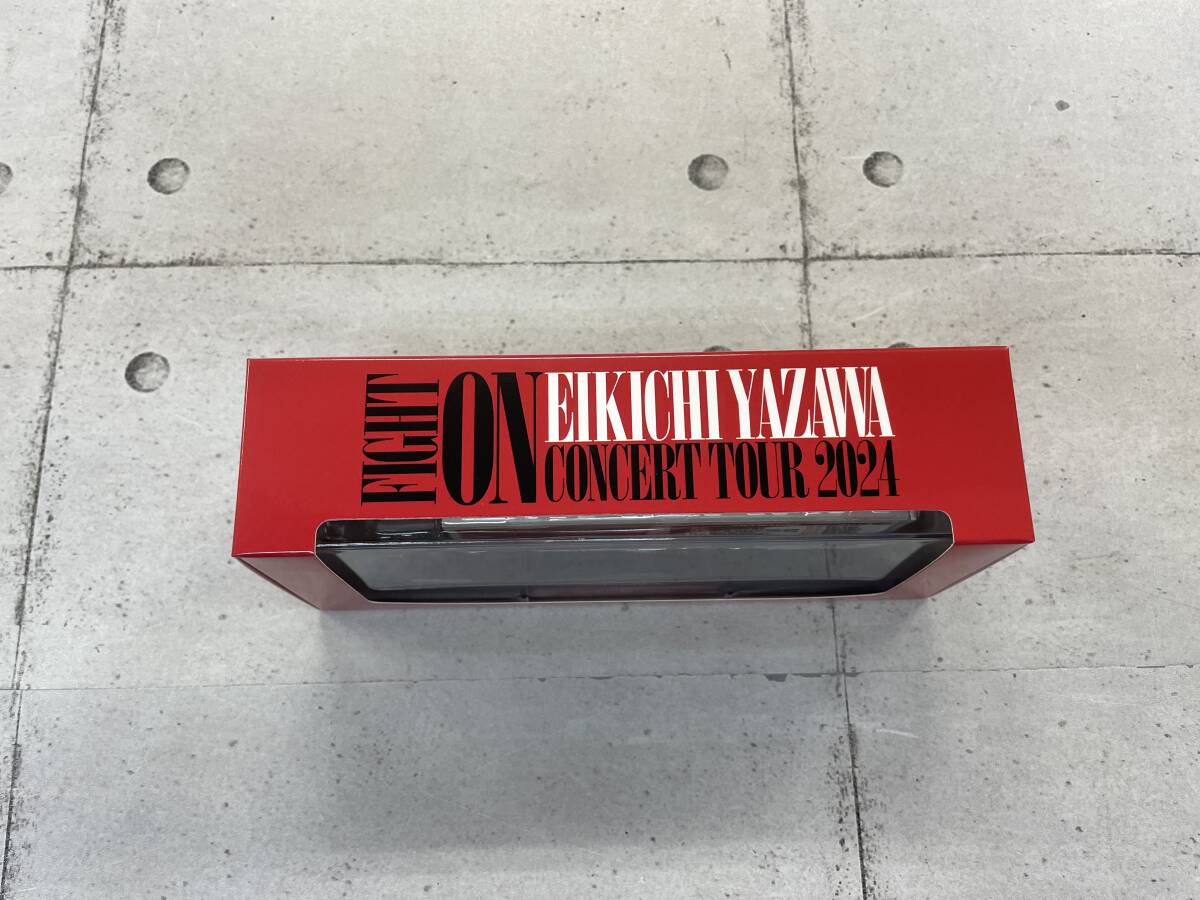 FIGHT
ON
EIKICHI YAZAWA
CONCERT TOUR 2024